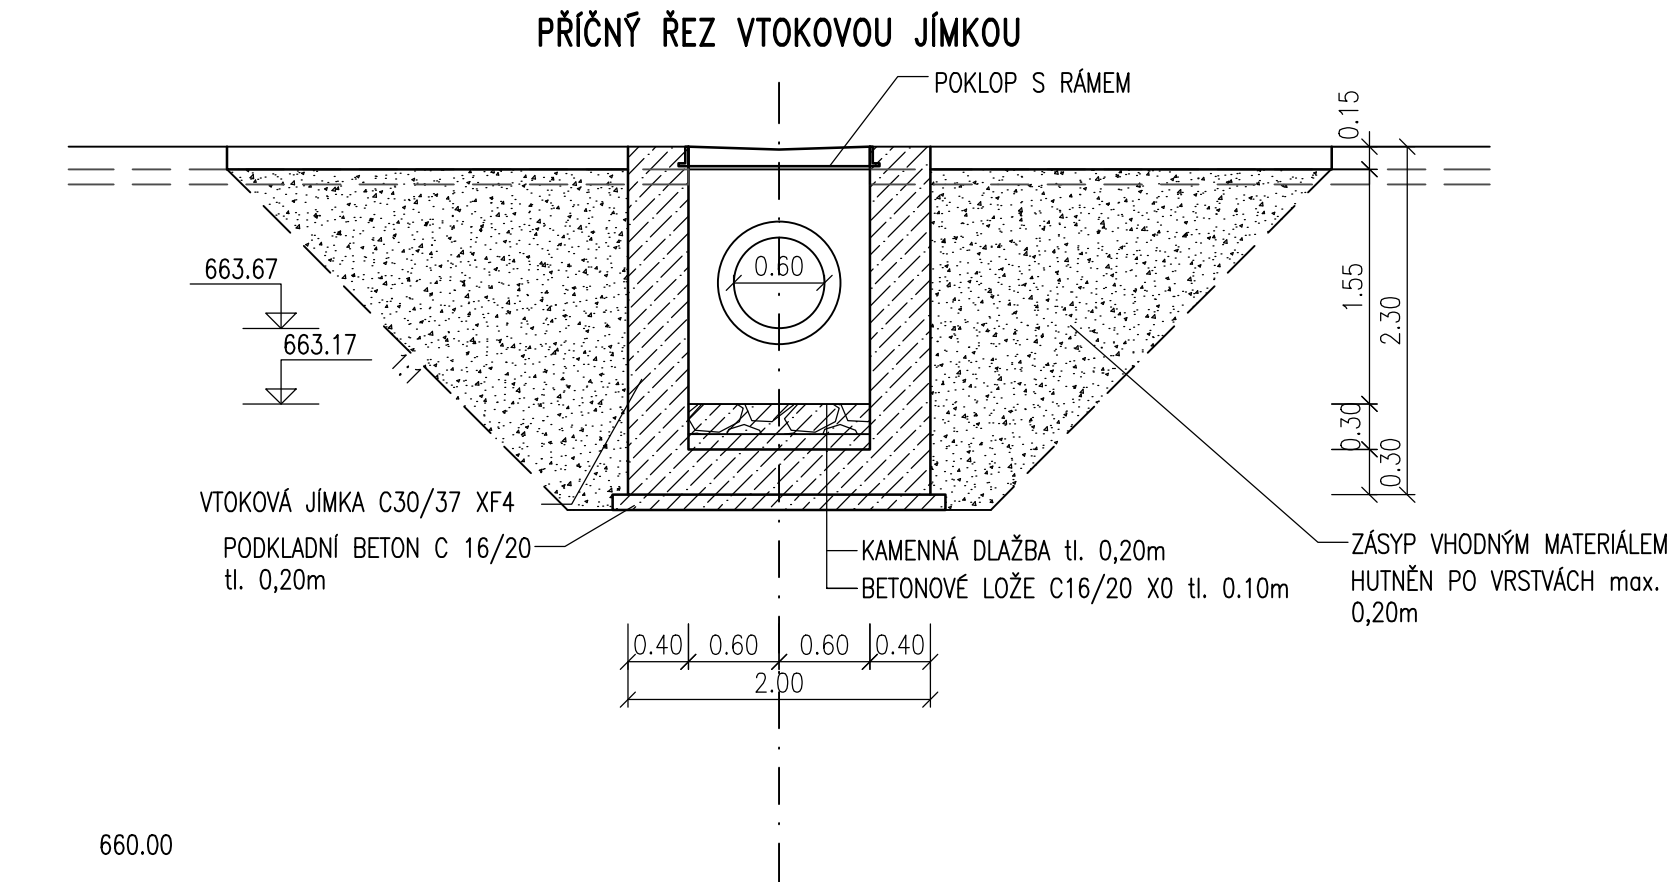 PŘÍČNÝ ŘEZ VTOKOVOU JÍMKOU
POKLOP S RÁMEM
0.15
663.67
0.60
1.55
2.30
663.17
0.30
0.30
VTOKOVÁ JÍMKA C30/37 XF4
PODKLADNÍ BETON C 16/20
tl. 0,20m
KAMENNÁ DLAŽBA tl. 0,20m
BETONOVÉ LOŽE C16/20 X0 tl. 0.10m
ZÁSYP VHODNÝM MATERIÁLEM
HUTNĚN PO VRSTVÁCH max.
0,20m
0.40 0.60 0.60 0.40
2.00
660.00